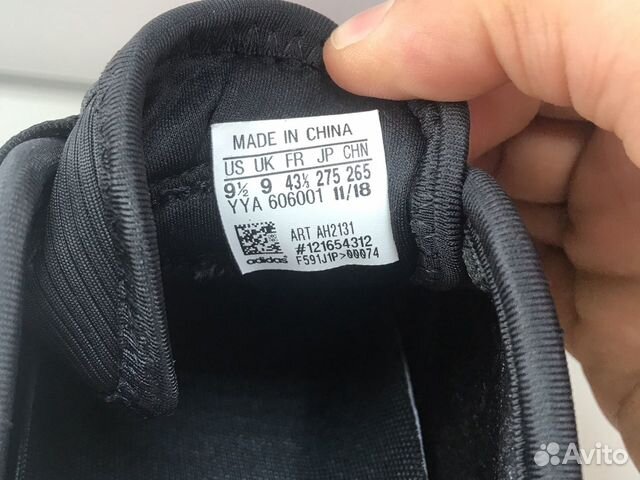 MADE IN CHINA
US UK FR JP CHN
9½ 9 43⅓ 275 265
YYA 606001 11/18
ART AH2131
#121654312
adidas F591J1P>00074
Avito